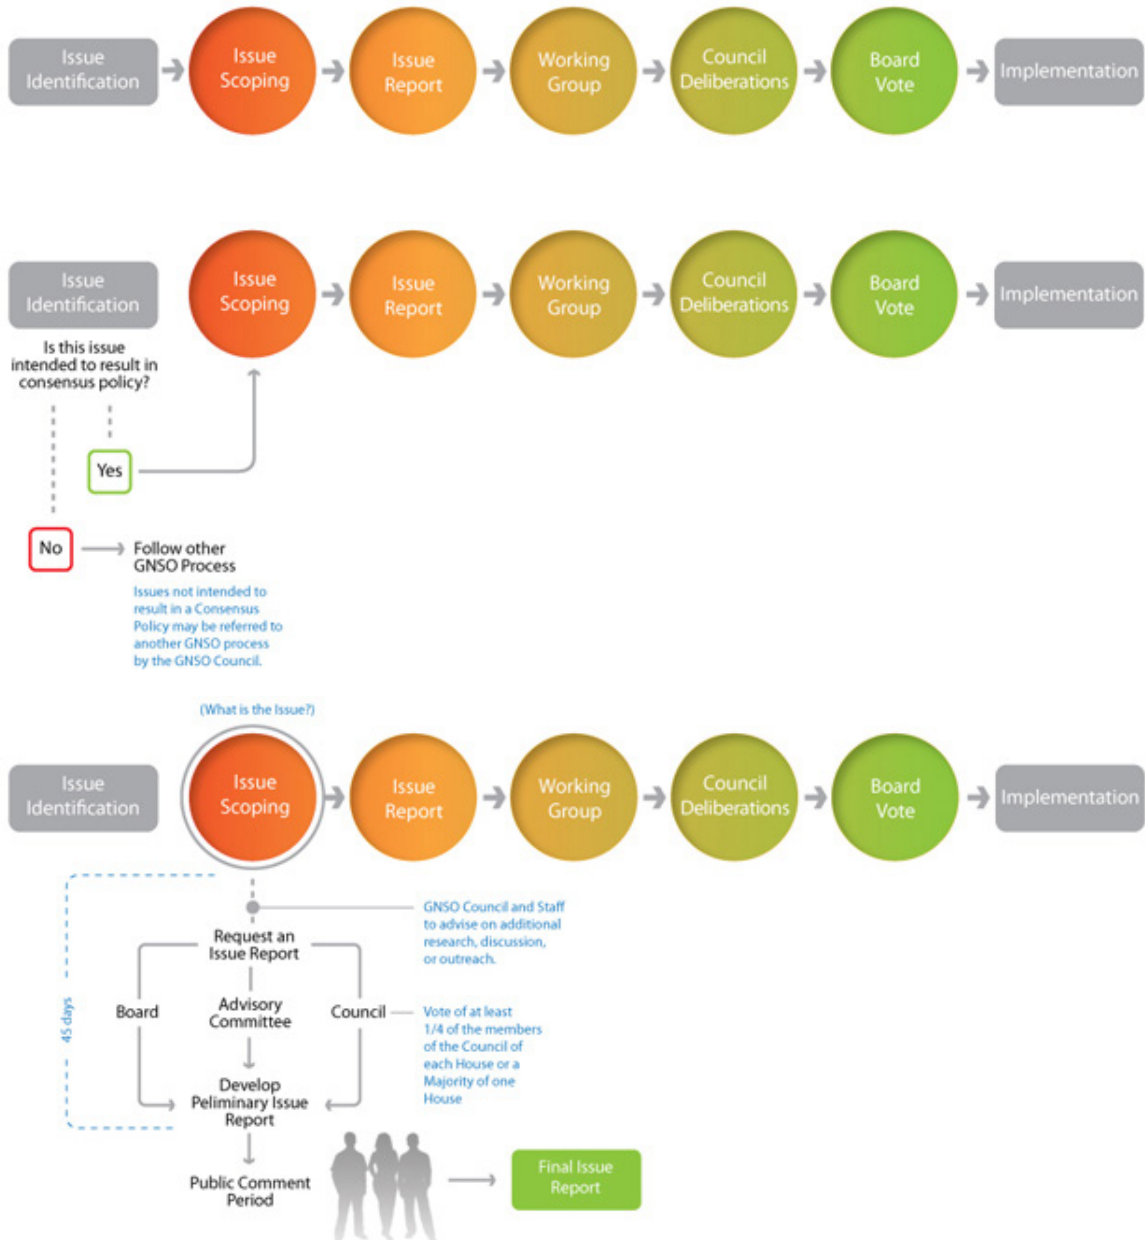 Issue
Identification
Issue
Scoping
Issue
Report
Working
Group
Council
Deliberations
Board
Vote
Implementation
Issue
Identification
Issue
Scoping
Issue
Report
Working
Group
Council
Deliberations
Board
Vote
Implementation
Is this issue
intended to result in
consensus policy?
Yes
No
Follow other
GNSO Process
Issues not intended to
result in a Consensus
Policy may be referred to
another GNSO process
by the GNSO Council.
(What is the Issue?)
Issue
Identification
Issue
Scoping
Issue
Report
Working
Group
Council
Deliberations
Board
Vote
Implementation
45 days
GNSO Council and Staff
to advise on additional
research, discussion,
or outreach.
Request an
Issue Report
Board
Advisory
Committee
Council
Vote of at least
1/4 of the members
of the Council of
each House or a
Majority of one
House
Develop
Peliminary Issue
Report
Public Comment
Period
Final Issue
Report